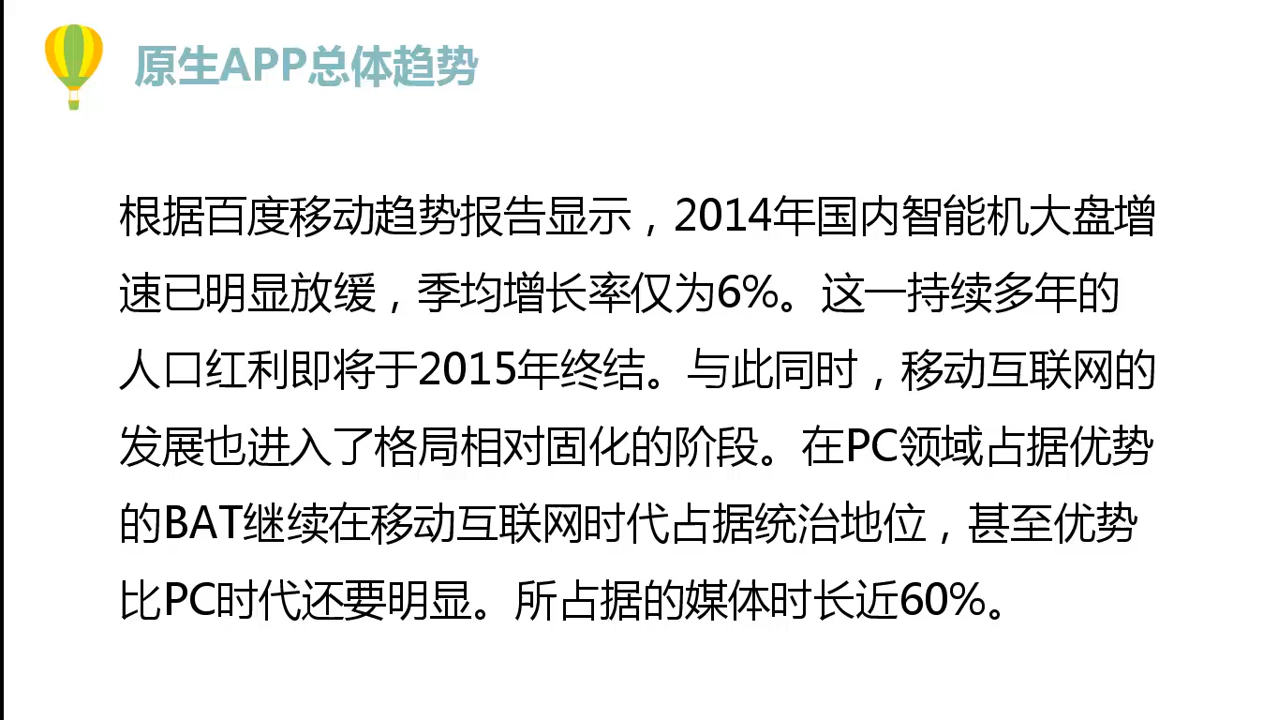 原生APP总体趋势
根据百度移动趋势报告显示，2014年国内智能机大盘增
速已明显放缓，季均增长率仅为6%。这一持续多年的
人口红利即将于2015年终结。与此同时，移动互联网的
发展也进入了格局相对固化的阶段。在PC领域占据优势
的BAT继续在移动互联网时代占据统治地位，甚至优势
比PC时代还要明显。所占据的媒体时长近60%。